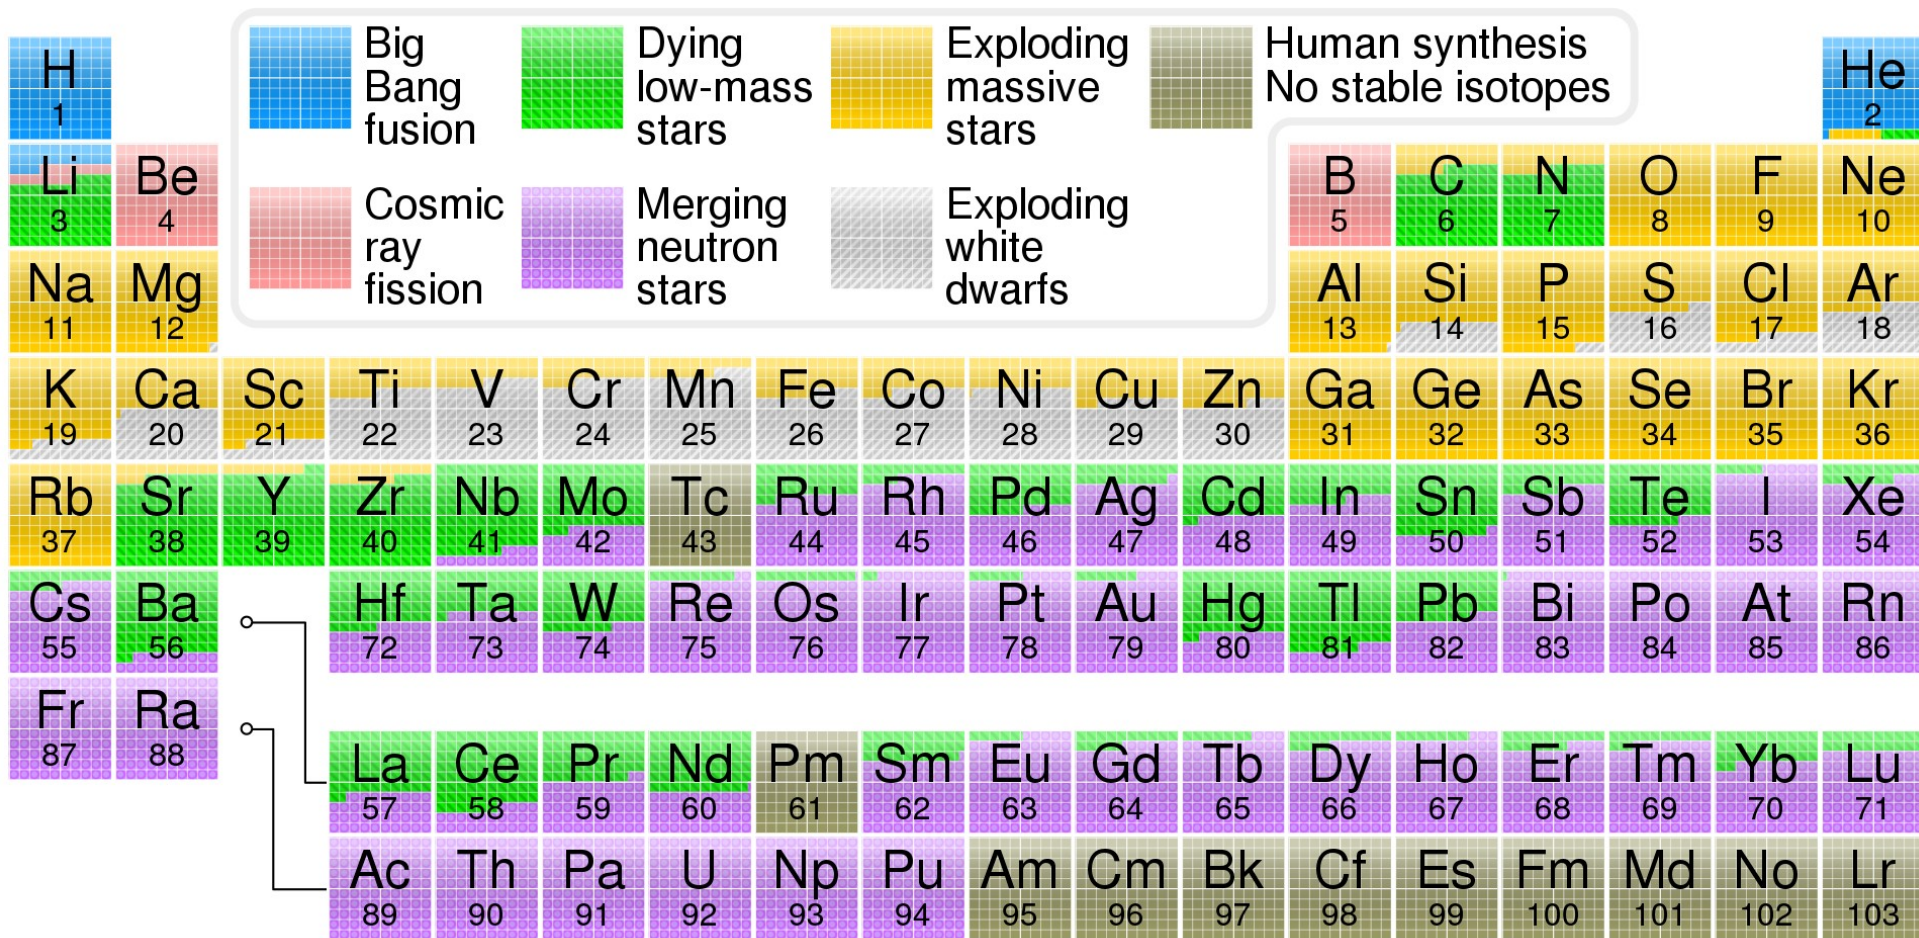 Big
Bang
fusion
Dying
low-mass
stars
Exploding
massive
stars
Human synthesis
No stable isotopes
Cosmic
ray
fission
Merging
neutron
stars
Exploding
white
dwarfs
H He
1 2
Li Be B C N O F Ne
3 4 5 6 7 8 9 10
Na Mg Al Si P S Cl Ar
11 12 13 14 15 16 17 18
K Ca Sc Ti V Cr Mn Fe Co Ni Cu Zn Ga Ge As Se Br Kr
19 20 21 22 23 24 25 26 27 28 29 30 31 32 33 34 35 36
Rb Sr Y Zr Nb Mo Tc Ru Rh Pd Ag Cd In Sn Sb Te I Xe
37 38 39 40 41 42 43 44 45 46 47 48 49 50 51 52 53 54
Cs Ba Hf Ta W Re Os Ir Pt Au Hg Tl Pb Bi Po At Rn
55 56 72 73 74 75 76 77 78 79 80 81 82 83 84 85 86
Fr Ra
87 88
La Ce Pr Nd Pm Sm Eu Gd Tb Dy Ho Er Tm Yb Lu
57 58 59 60 61 62 63 64 65 66 67 68 69 70 71
Ac Th Pa U Np Pu Am Cm Bk Cf Es Fm Md No Lr
89 90 91 92 93 94 95 96 97 98 99 100 101 102 103